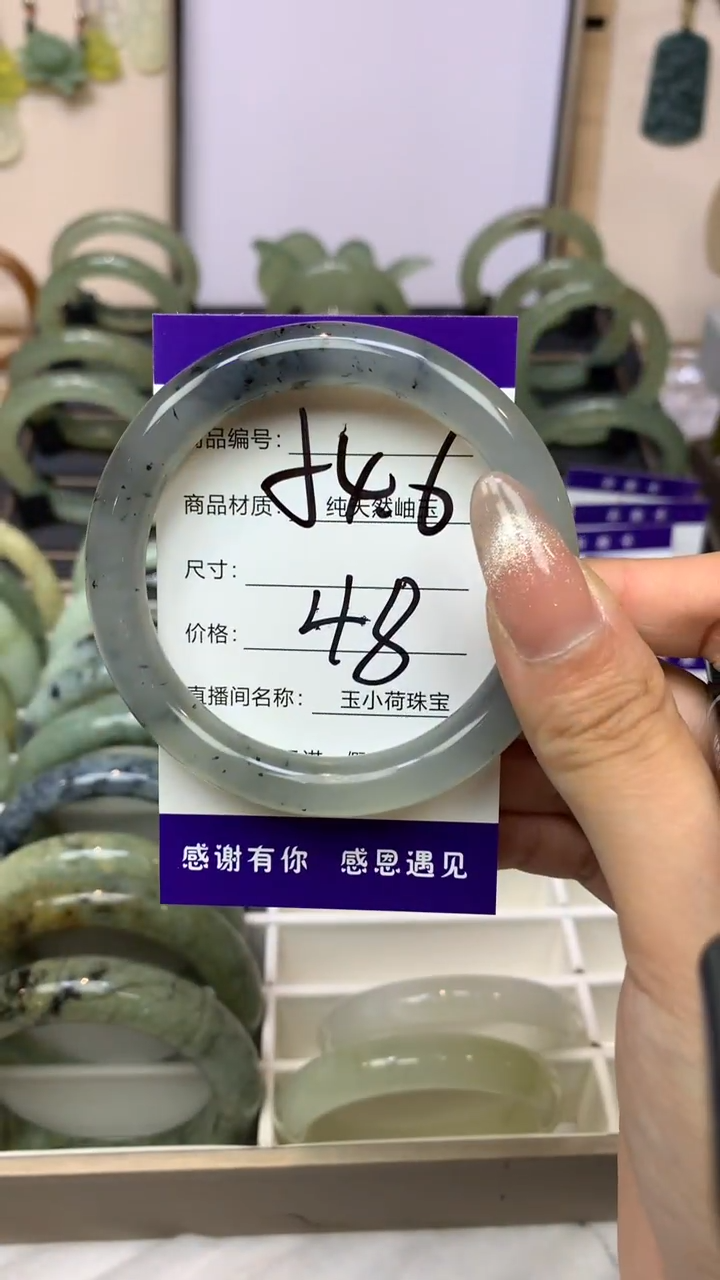 品编号：J46
商品材质：纯天然岫玉
尺寸：
价格：48
直播间名称：玉小荷珠宝
感谢有你 感恩遇见